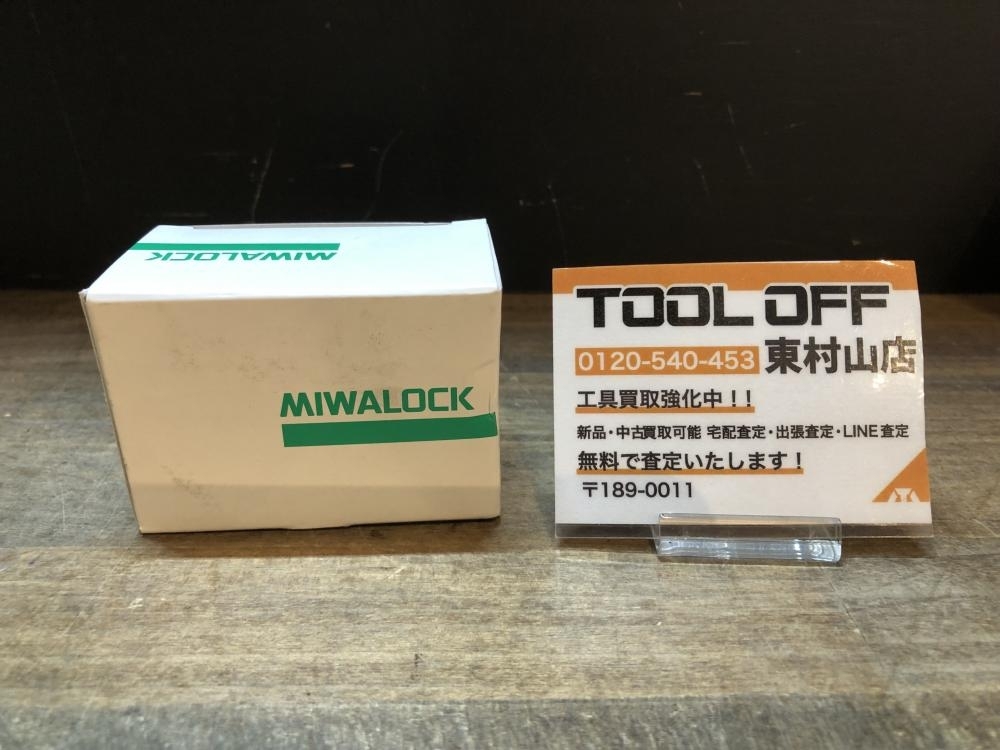 MIWALOCK
MIWALOCK
TOOL OFF
0120-540-453 東村山店
工具買取強化中!!
新品・中古買取可能 宅配査定・出張査定・LINE査定
無料で査定いたします!
〒189-0011